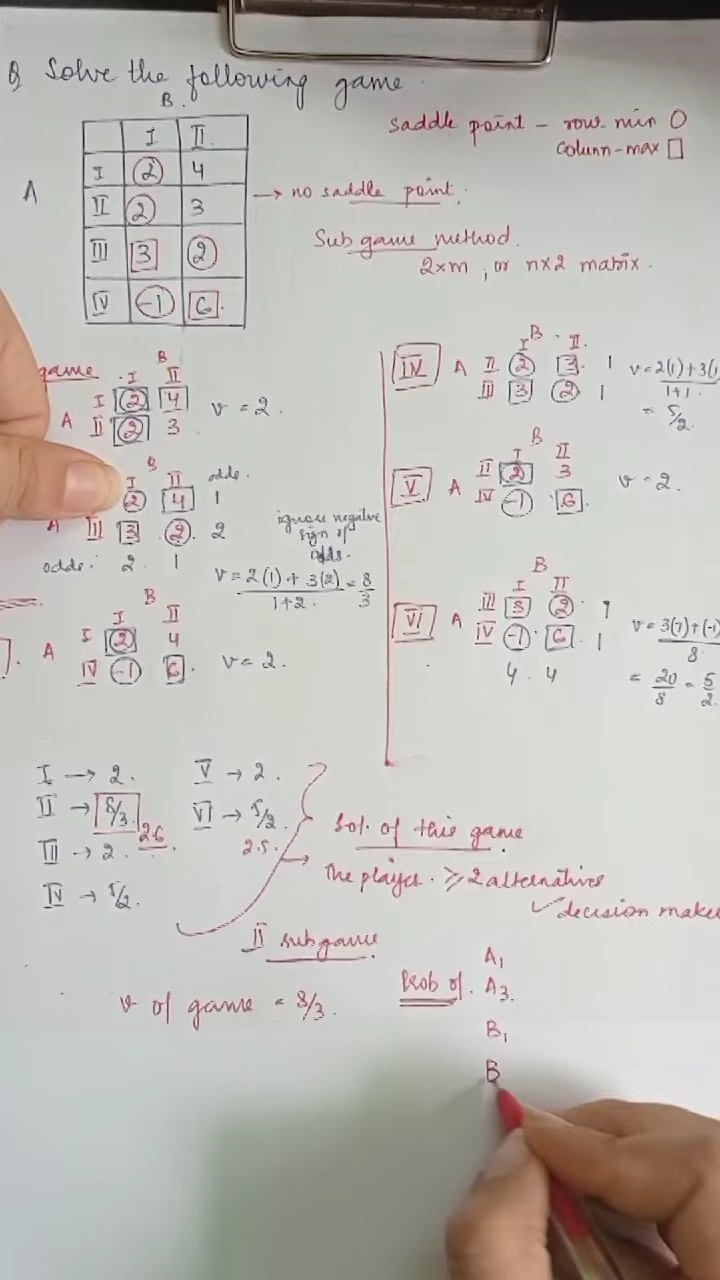 Q Solve the following game.
B.
I II
A
I 2 4
II 2 3
III 3 2
IV -1 6
Saddle point - row min O
Column-max □
→ no saddle point.
Sub game method.
2×m, or n×2 matrix.
game
B
I II
I 2 4
A II 2 3
v = 2.
B
I II odds.
2 4 1
A III 3 2 2
odds: 2 1
ignore negative
sign of
odds.
v = 2(1) + 3(2) = 8
1+2. 3
B
I II
A I 2 4
IV -1 6.
v = 2.
IV A
B
I II.
II 2 3 1
III 3 2 1
v = 2(1)+3(1
1+1.
= 5/2.
V A
B
I II
II 2 3
IV -1 6.
v = 2.
VI A
B
I II
III 3 2 7
IV -1 6 1
4. 4
v = 3(7)+(-1)
8.
= 20 = 5
8 2.
I → 2. V → 2.
II → 8/3. VI → 5/2.
2.6 2.5.
III → 2.
IV → 5/2.
Sol. of this game
→ The player. ≥ 2 alternatives
✓decision make
II subgame
v of game = 8/3.
Prob of. A1
A3.
B1
B